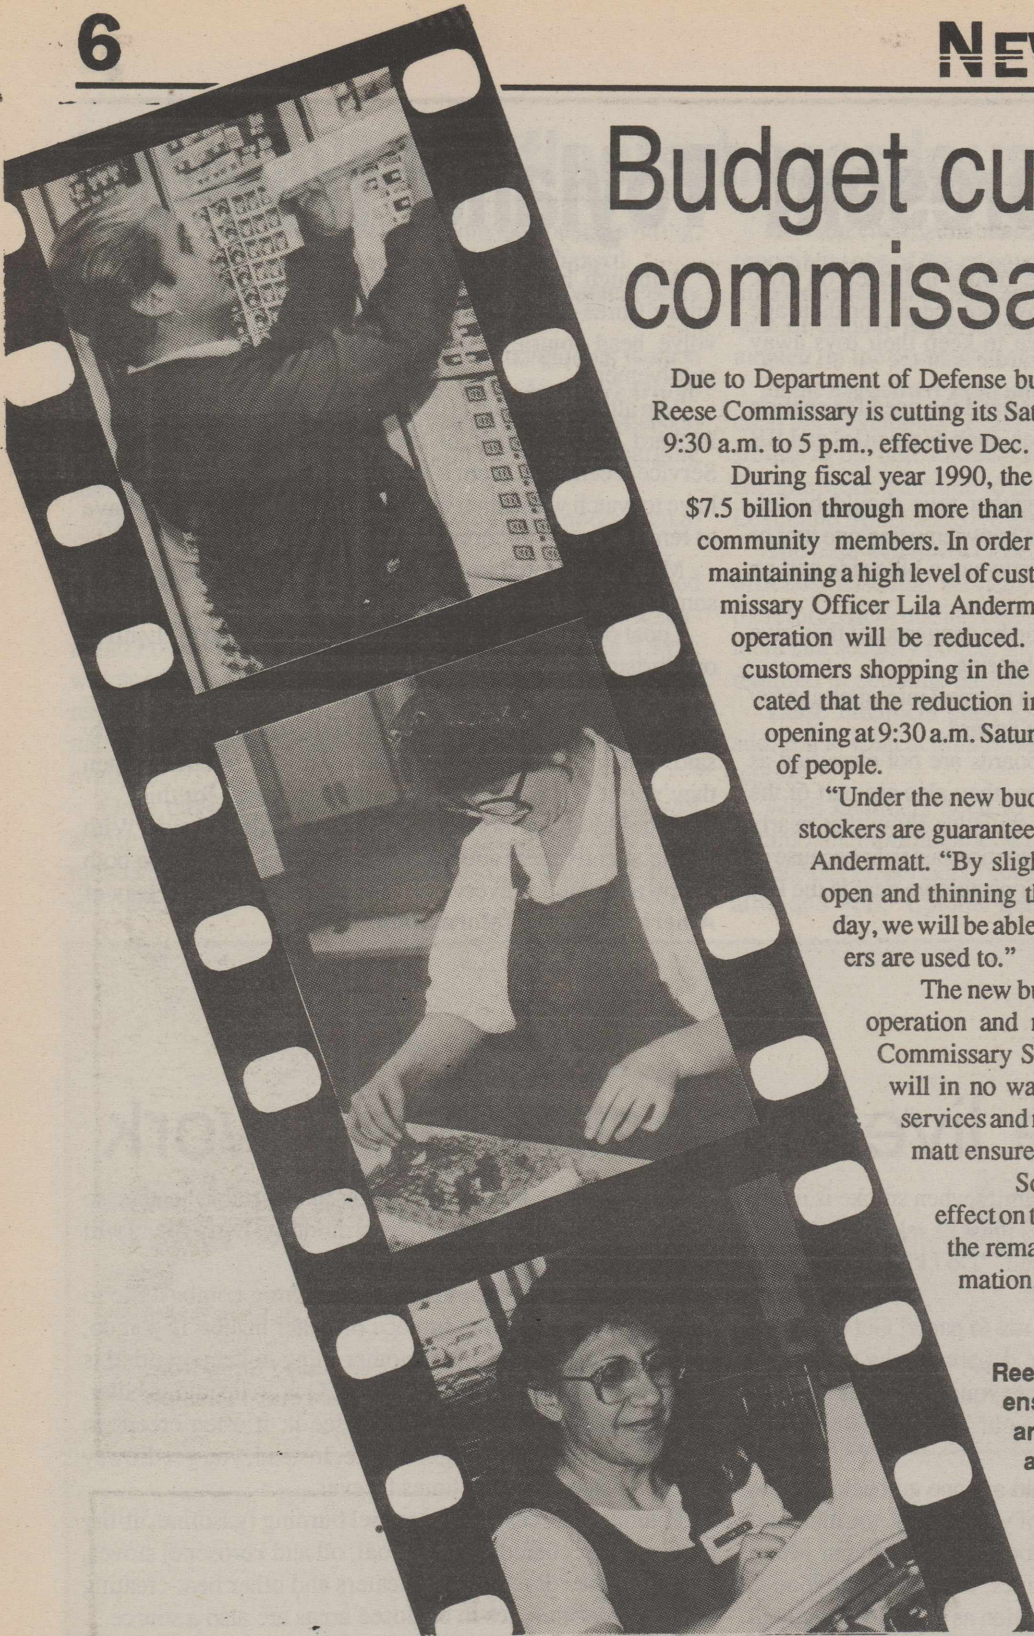 6
NEW
Budget cu
commissa
Due to Department of Defense bu
Reese Commissary is cutting its Sat
9:30 a.m. to 5 p.m., effective Dec.
During fiscal year 1990, the
$7.5 billion through more than
community members. In order
maintaining a high level of cust
missary Officer Lila Anderm
operation will be reduced.
customers shopping in the
cated that the reduction in
opening at 9:30 a.m. Satur
of people.
“Under the new bud
stockers are guarantee
Andermatt. “By sligh
open and thinning th
day, we will be able
ers are used to.”
The new bu
operation and
Commissary S
will in no wa
services and
matt ensure
So
effect on t
the rema
mation
Ree
ens
ar
a